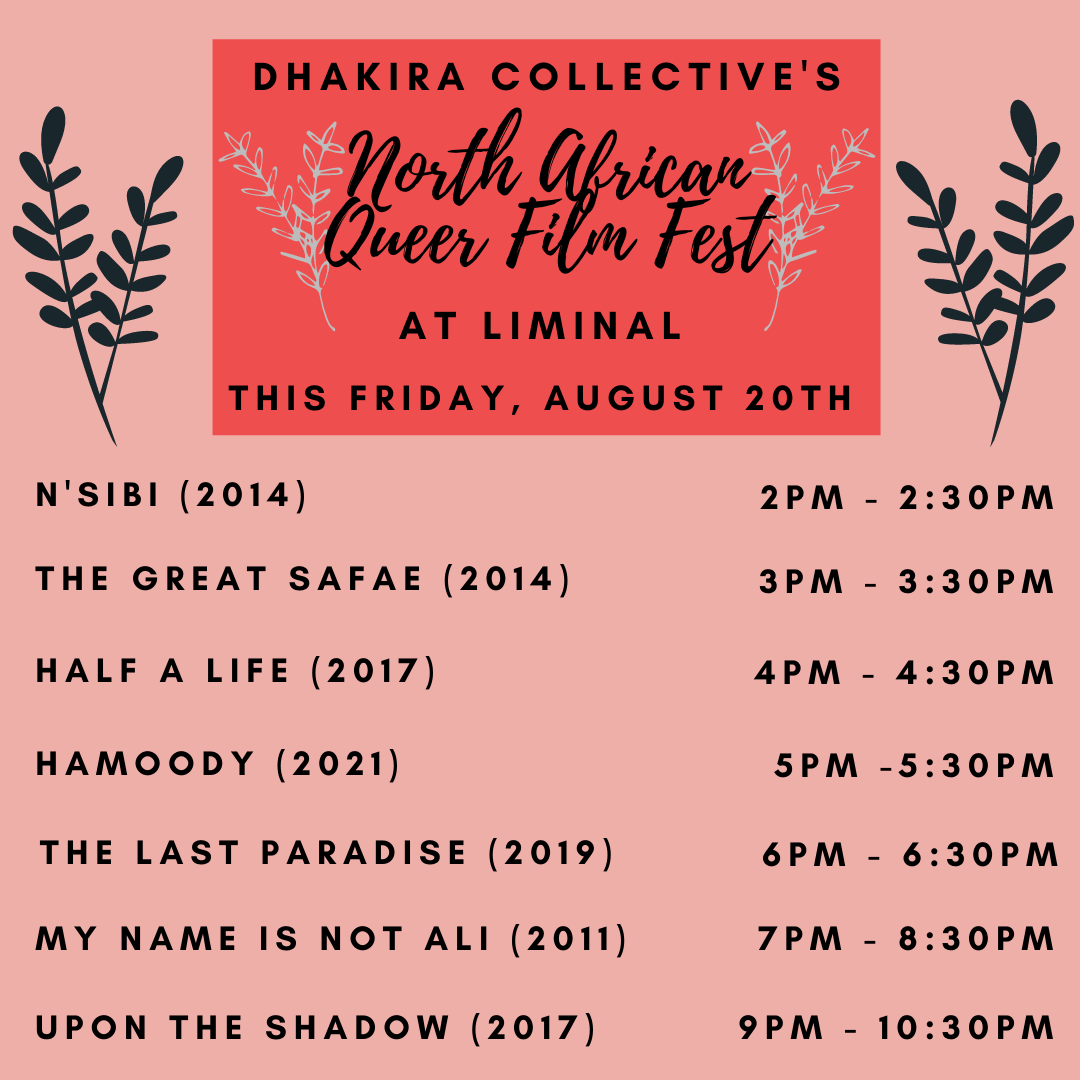 DHAKIRA COLLECTIVE'S
North African
Queer Film Fest
AT LIMINAL
THIS FRIDAY, AUGUST 20TH
N'SIBI (2014) 2PM - 2:30PM
THE GREAT SAFAE (2014) 3PM - 3:30PM
HALF A LIFE (2017) 4PM - 4:30PM
HAMOODY (2021) 5PM -5:30PM
THE LAST PARADISE (2019) 6PM - 6:30PM
MY NAME IS NOT ALI (2011) 7PM - 8:30PM
UPON THE SHADOW (2017) 9PM - 10:30PM